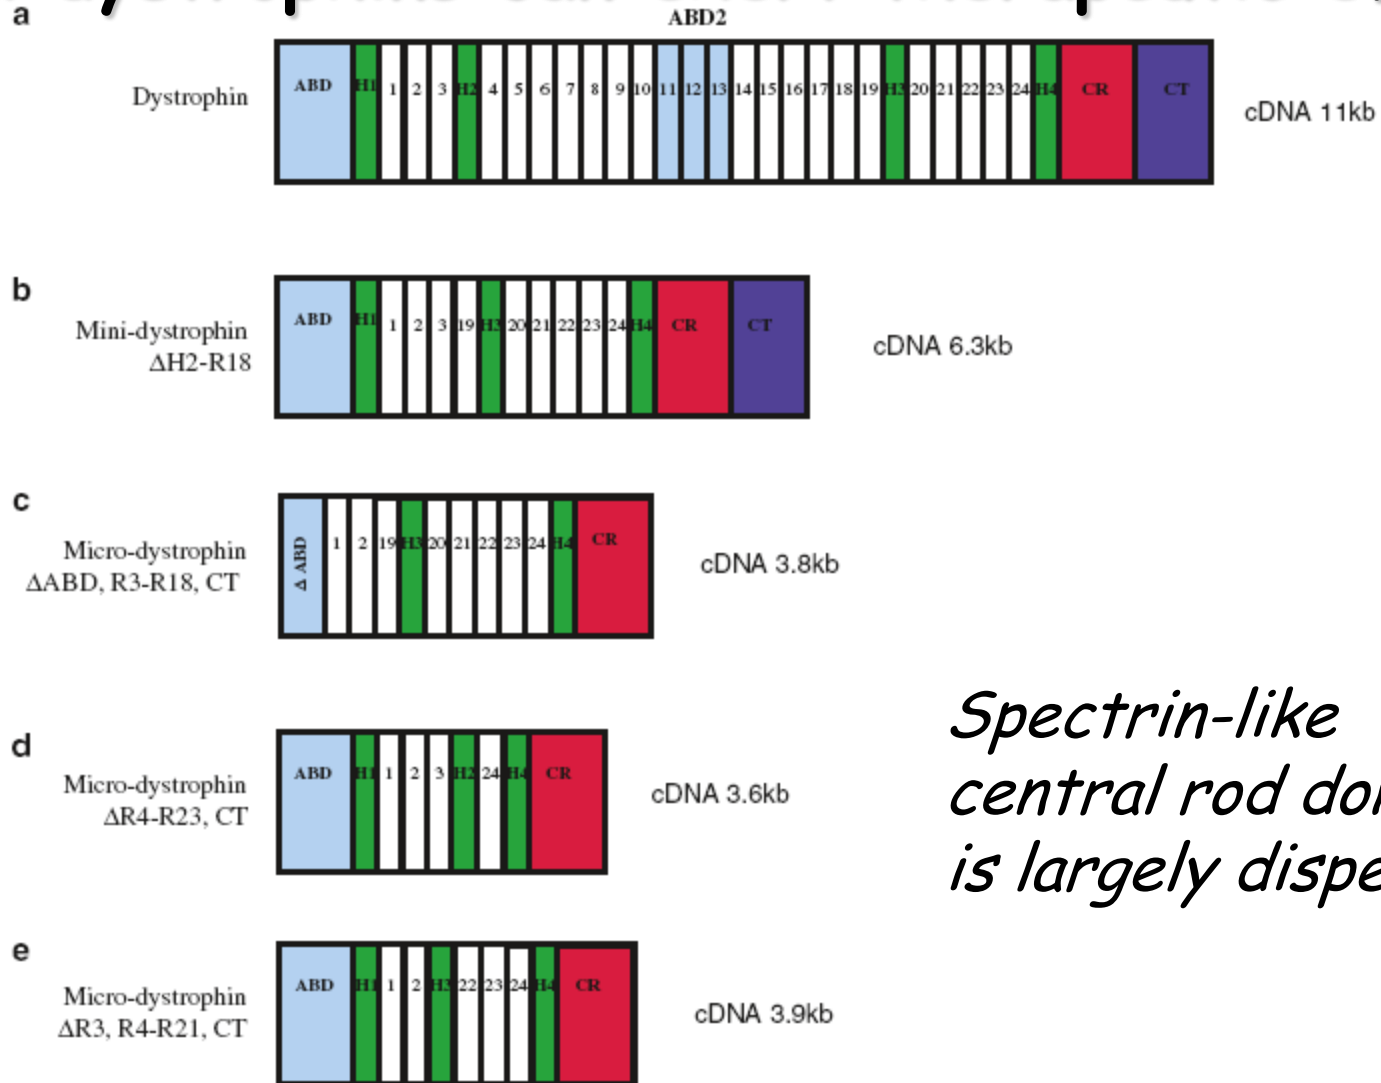 dystrophins can exert therapeutic
a
ABD2
Dystrophin
ABD H1 1 2 3 H2 4 5 6 7 8 9 10 11 12 13 14 15 16 17 18 19 H3 20 21 22 23 24 H4 CR CT
cDNA 11kb
b
Mini-dystrophin
ΔH2-R18
ABD H1 1 2 3 19 H3 20 21 22 23 24 H4 CR CT
cDNA 6.3kb
c
Micro-dystrophin
ΔABD, R3-R18, CT
Δ ABD 1 2 19 H3 20 21 22 23 24 H4 CR
cDNA 3.8kb
d
Micro-dystrophin
ΔR4-R23, CT
ABD H1 1 2 3 H2 24 H4 CR
cDNA 3.6kb
Spectrin-like
central rod
is largely
e
Micro-dystrophin
ΔR3, R4-R21, CT
ABD H1 1 2 H3 22 23 24 H4 CR
cDNA 3.9kb